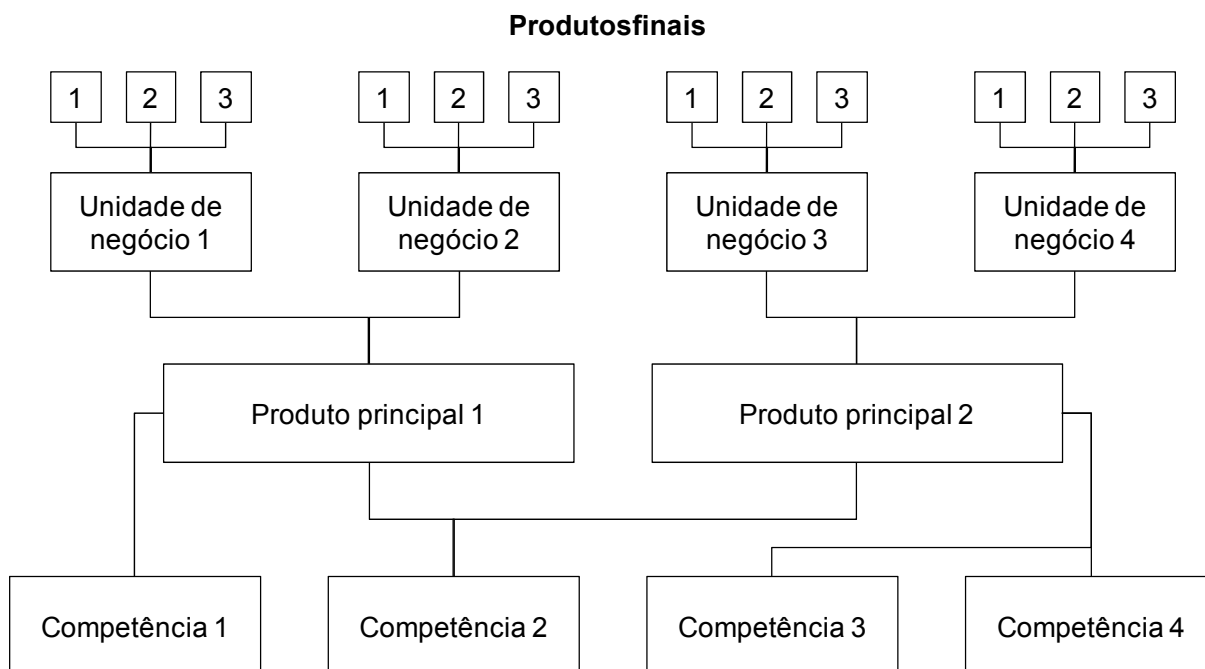 Produtosfinais
1 2 3 1 2 3 1 2 3 1 2 3
Unidade de
negócio 1
Unidade de
negócio 2
Unidade de
negócio 3
Unidade de
negócio 4
Produto principal 1
Produto principal 2
Competência 1
Competência 2
Competência 3
Competência 4